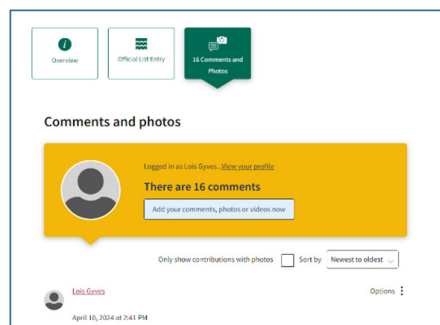 Overview
Official List Entry
16 Comments and
Photos
Comments and photos
Logged in as Lois Gyves...View your profile
There are 16 comments
Add your comments, photos or videos now
Only show contributions with photos
Sort by
Newest to oldest
Lois Gyves
Options
April 10, 2024 at 2:41 PM